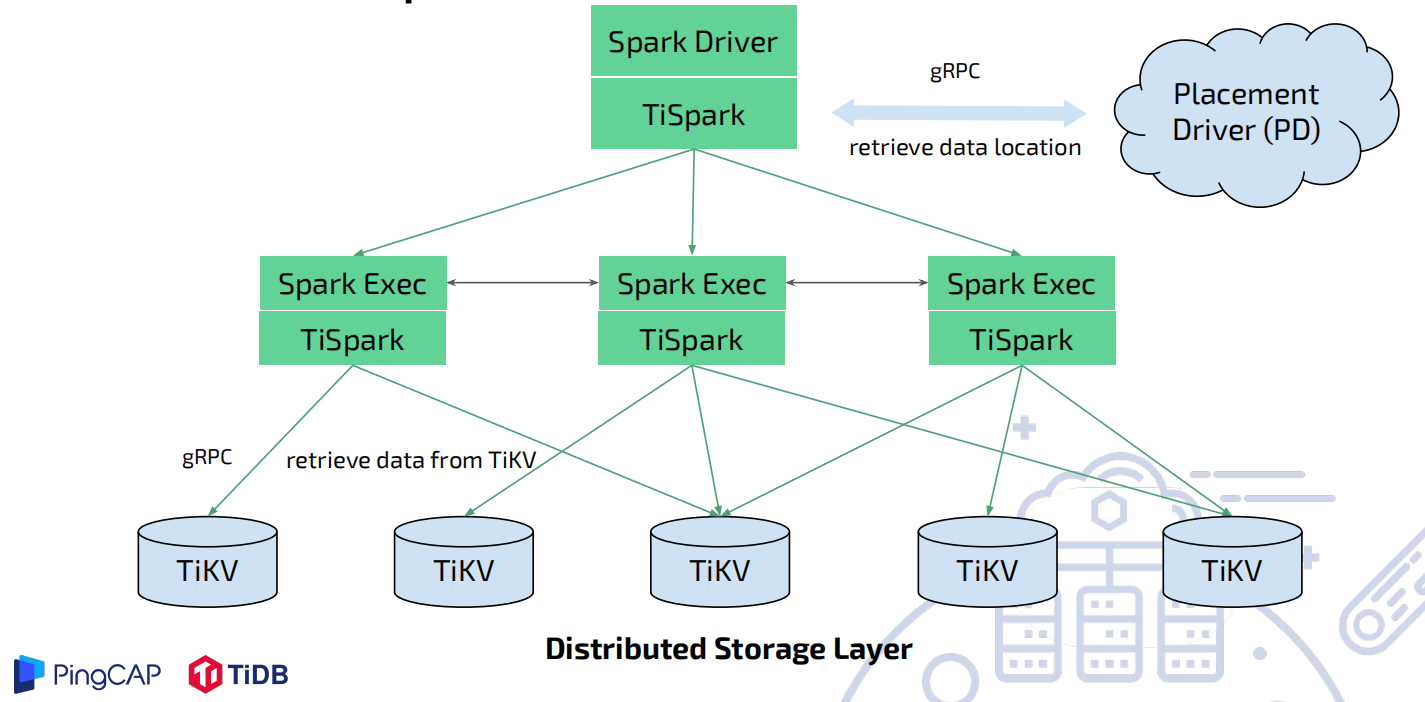 Spark Driver
TiSpark
gRPC
retrieve data location
Placement
Driver (PD)
Spark Exec
TiSpark
Spark Exec
TiSpark
Spark Exec
TiSpark
gRPC
retrieve data from TiKV
TiKV
TiKV
TiKV
TiKV
TiKV
Distributed Storage Layer
PingCAP
TiDB